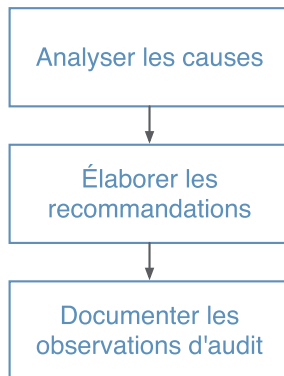 Analyser les causes
Élaborer les
recommandations
Documenter les
observations d'audit